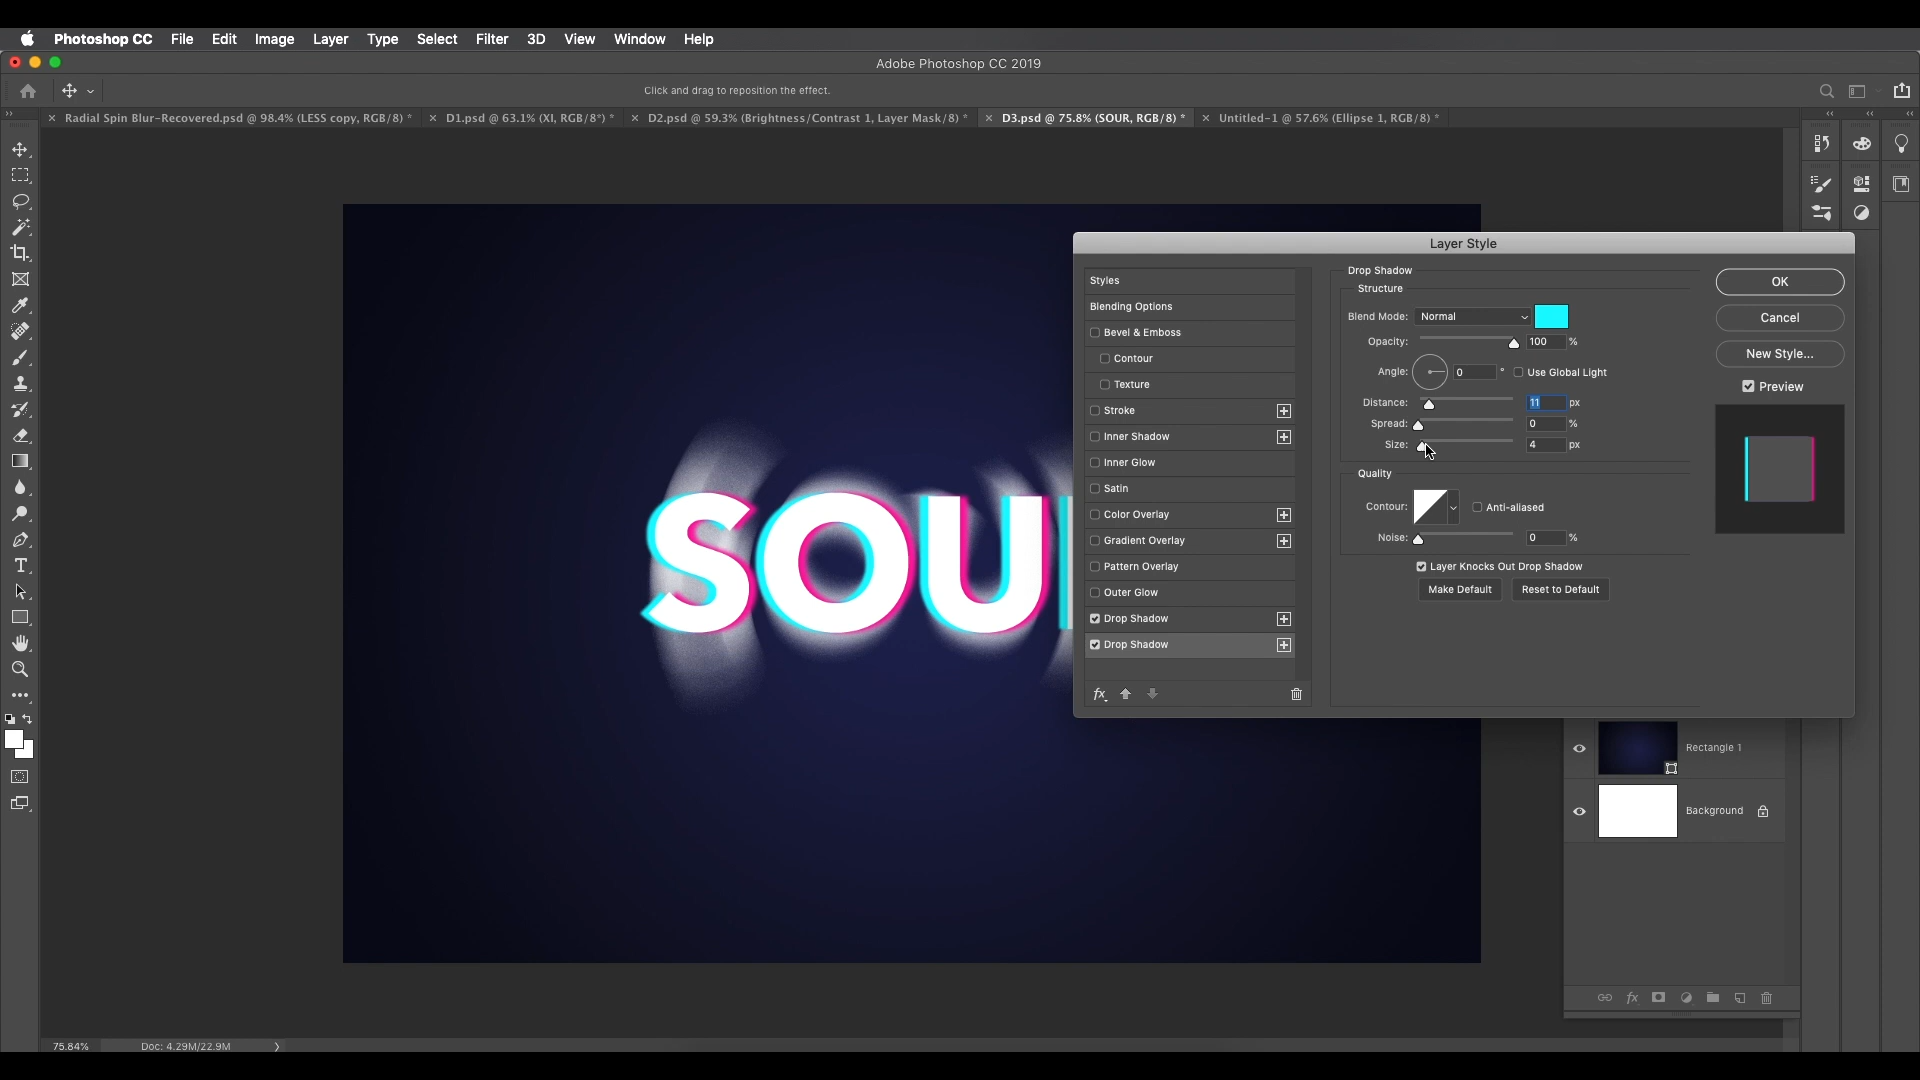 Photoshop CC File Edit Image Layer Type Select Filter 3D View Window Help
Adobe Photoshop CC 2019
Click and drag to reposition the effect.
Radial Spin Blur-Recovered.psd @ 98.4% (LESS copy, RGB/8) *
D1.psd @ 63.1% (XI, RGB/8*) *
D2.psd @ 59.3% (Brightness/Contrast 1, Layer Mask/8) *
D3.psd @ 75.8% (SOUR, RGB/8) *
Untitled-1 @ 57.6% (Ellipse 1, RGB/8) *
SOU
Layer Style
Styles
Blending Options
Bevel & Emboss
Contour
Texture
Stroke
Inner Shadow
Inner Glow
Satin
Color Overlay
Gradient Overlay
Pattern Overlay
Outer Glow
Drop Shadow
Drop Shadow
fx
Drop Shadow
Structure
Blend Mode: Normal
Opacity: 100 %
Angle: 0 ° Use Global Light
Distance: 11 px
Spread: 0 %
Size: 4 px
Quality
Contour: Anti-aliased
Noise: 0 %
Layer Knocks Out Drop Shadow
Make Default Reset to Default
OK
Cancel
New Style...
Preview
Rectangle 1
Background
fx
75.84% Doc: 4.29M/22.9M